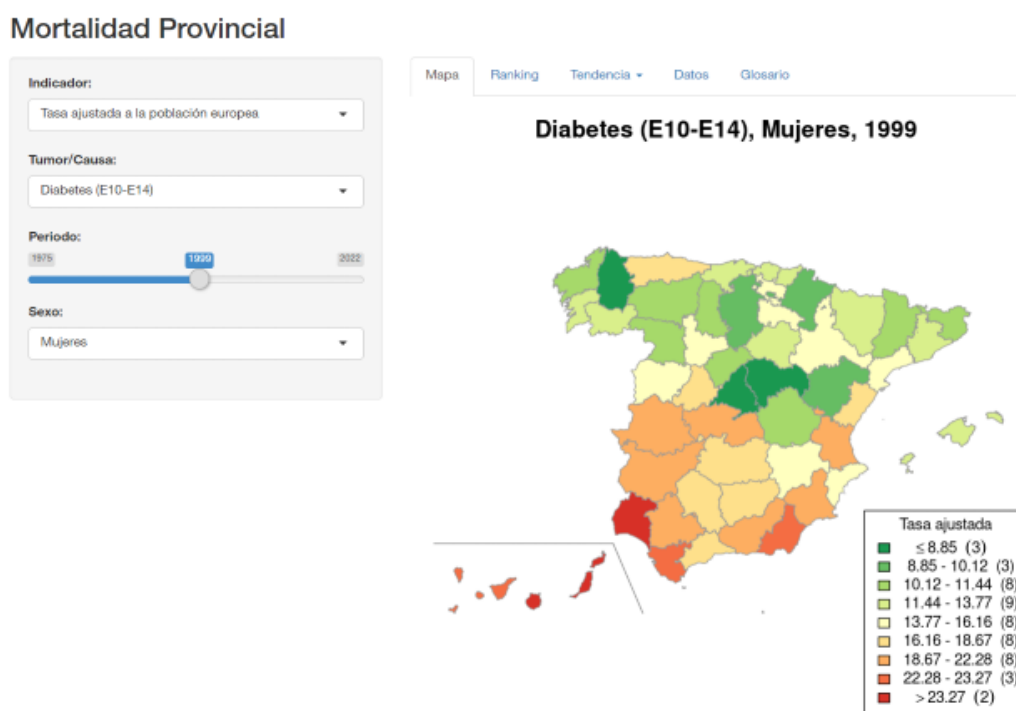 Mortalidad Provincial
Indicador:
Tasa ajustada a la población europea
Tumor/Causa:
Diabetes (E10-E14)
Periodo:
1975 1999 2022
Sexo:
Mujeres
Mapa Ranking Tendencia Datos Glosario
Diabetes (E10-E14), Mujeres, 1999
Tasa ajustada
≤ 8.85 (3)
8.85 - 10.12 (3)
10.12 - 11.44 (8)
11.44 - 13.77 (9)
13.77 - 16.16 (8)
16.16 - 18.67 (8)
18.67 - 22.28 (8)
22.28 - 23.27 (3)
> 23.27 (2)